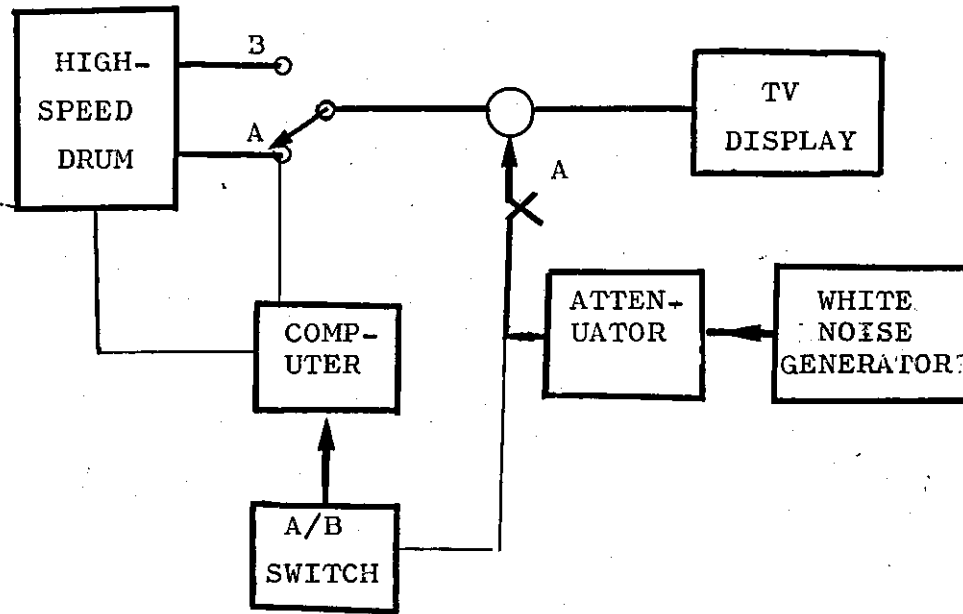 HIGH-
SPEED
DRUM
B
A
TV
DISPLAY
A
COMP-
UTER
ATTEN-
UATOR
WHITE
NOISE
GENERATOR?
A/B
SWITCH